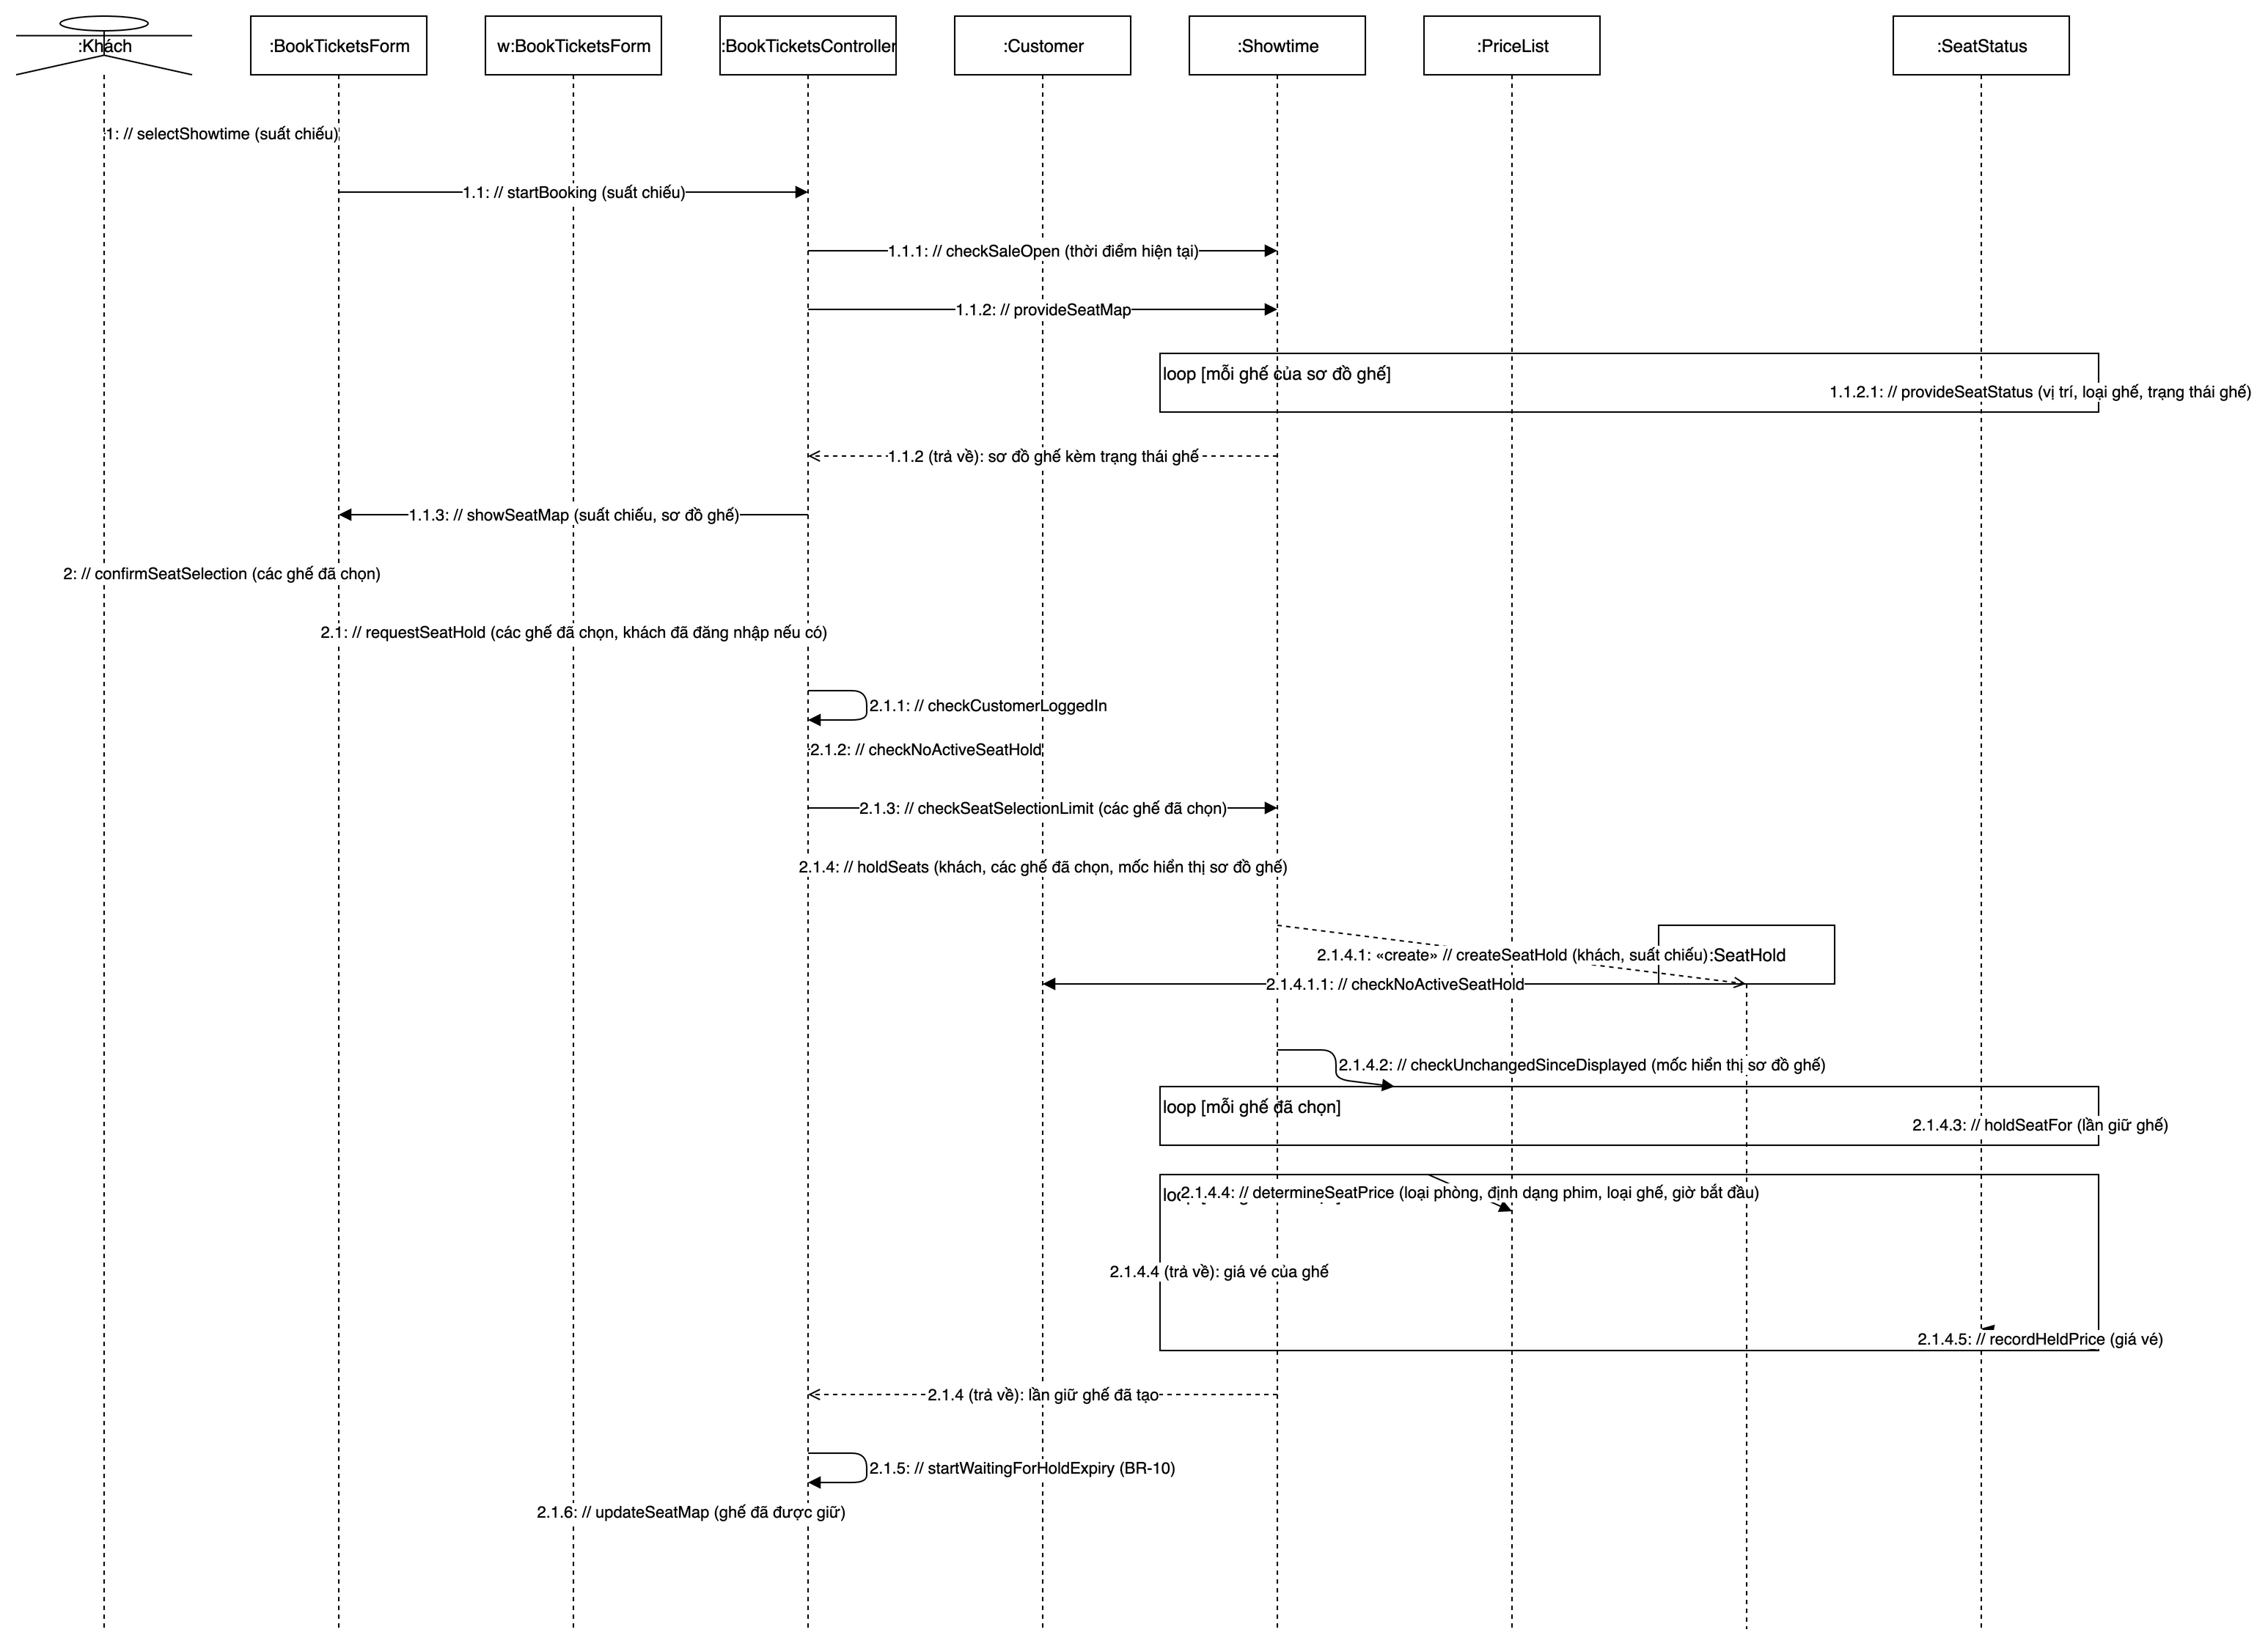 :Khách
:BookTicketsForm
w:BookTicketsForm
:BookTicketsController
:Customer
:Showtime
:PriceList
:SeatStatus
1: // selectShowtime (suất chiếu)
1.1: // startBooking (suất chiếu)
1.1.1: // checkSaleOpen (thời điểm hiện tại)
1.1.2: // provideSeatMap
loop [mỗi ghế của sơ đồ ghế]
1.1.2.1: // provideSeatStatus (vị trí, loại ghế, trạng thái ghế)
1.1.2 (trả về): sơ đồ ghế kèm trạng thái ghế
1.1.3: // showSeatMap (suất chiếu, sơ đồ ghế)
2: // confirmSeatSelection (các ghế đã chọn)
2.1: // requestSeatHold (các ghế đã chọn, khách đã đăng nhập nếu có)
2.1.1: // checkCustomerLoggedIn
2.1.2: // checkNoActiveSeatHold
2.1.3: // checkSeatSelectionLimit (các ghế đã chọn)
2.1.4: // holdSeats (khách, các ghế đã chọn, mốc hiển thị sơ đồ ghế)
2.1.4.1: «create» // createSeatHold (khách, suất chiếu)
:SeatHold
2.1.4.1.1: // checkNoActiveSeatHold
2.1.4.2: // checkUnchangedSinceDisplayed (mốc hiển thị sơ đồ ghế)
loop [mỗi ghế đã chọn]
2.1.4.3: // holdSeatFor (lần giữ ghế)
2.1.4.4: // determineSeatPrice (loại phòng, định dạng phim, loại ghế, giờ bắt đầu)
2.1.4.4 (trả về): giá vé của ghế
2.1.4.5: // recordHeldPrice (giá vé)
2.1.4 (trả về): lần giữ ghế đã tạo
2.1.5: // startWaitingForHoldExpiry (BR-10)
2.1.6: // updateSeatMap (ghế đã được giữ)